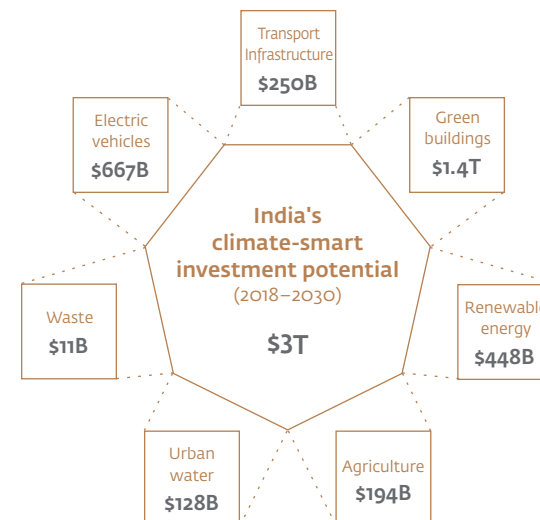 Transport
Infrastructure
$250B
Electric
vehicles
$667B
Green
buildings
$1.4T
India's
climate-smart
investment potential
(2018–2030)
$3T
Waste
$11B
Renewable
energy
$448B
Urban
water
$128B
Agriculture
$194B